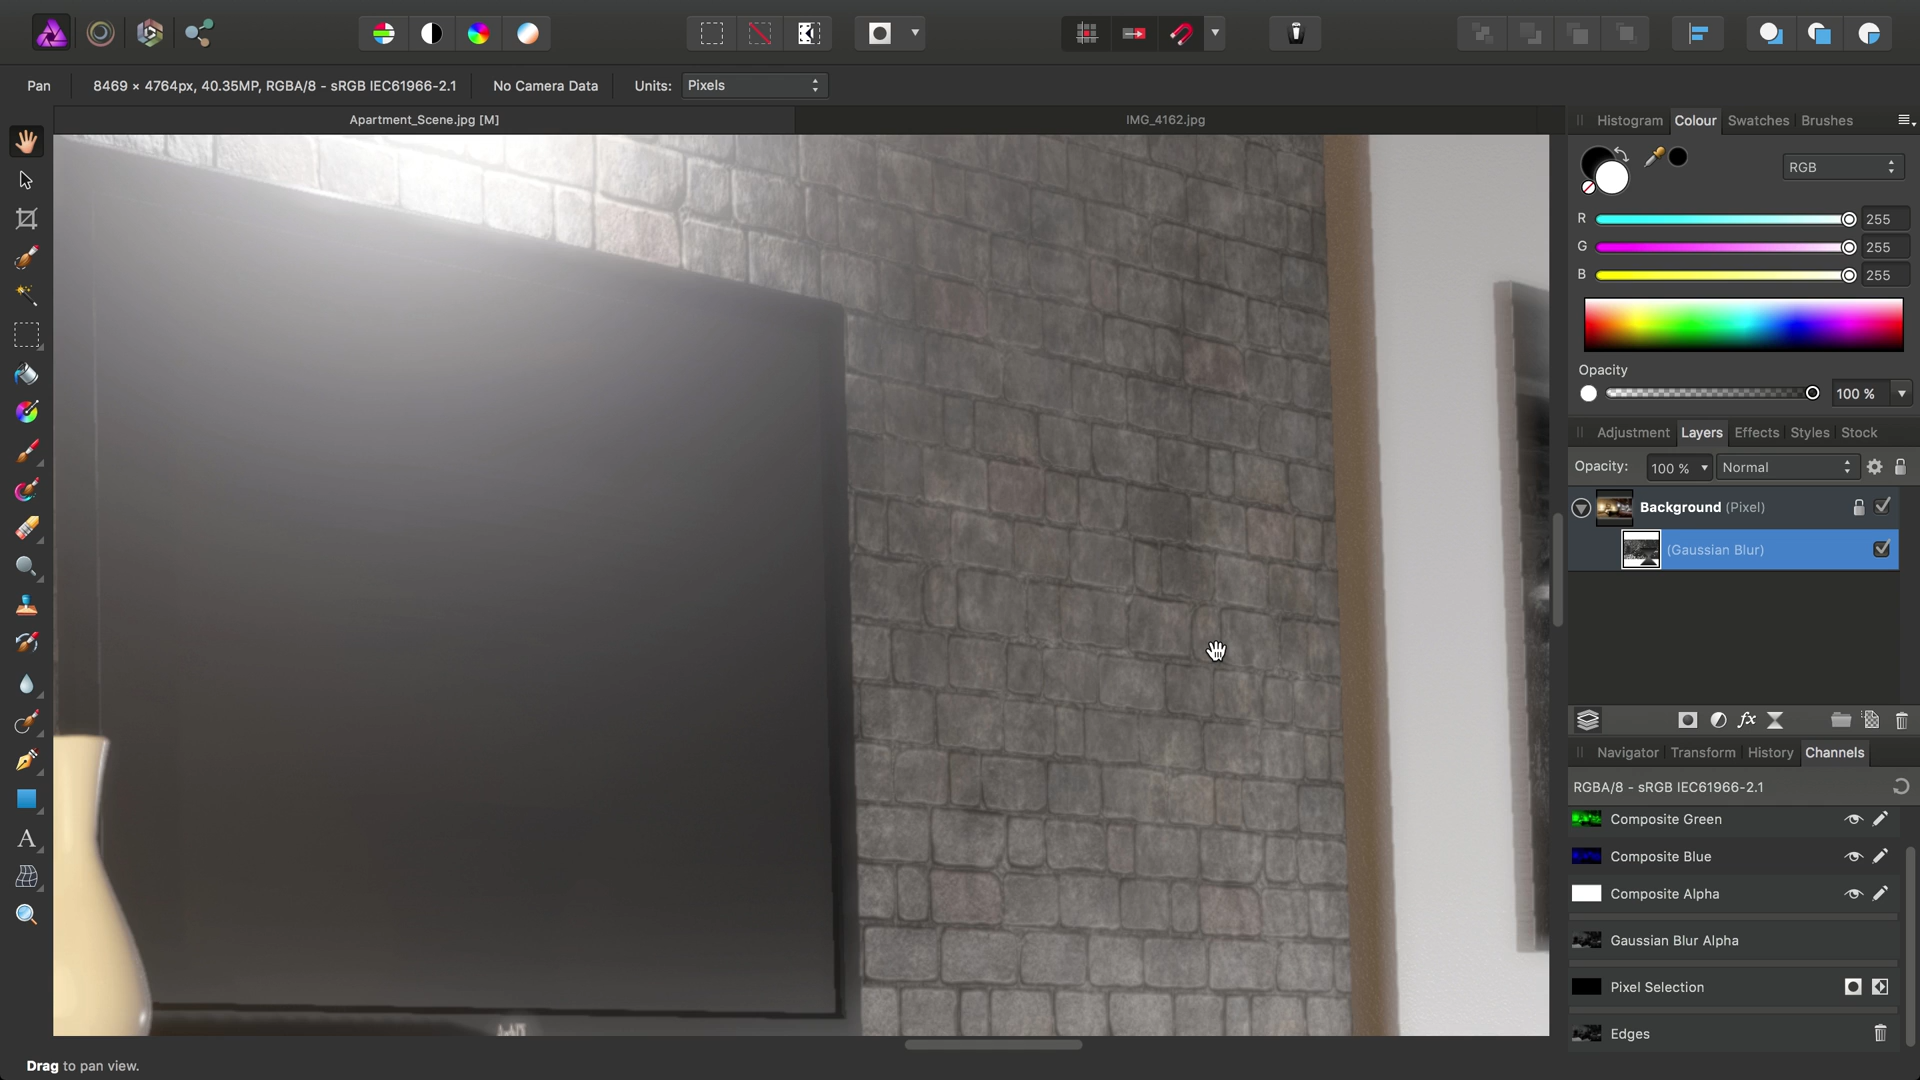 Pan
8469 × 4764px, 40.35MP, RGBA/8 - sRGB IEC61966-2.1
No Camera Data
Units:
Pixels
Apartment_Scene.jpg [M]
IMG_4162.jpg
Histogram
Colour
Swatches
Brushes
RGB
R
255
G
255
B
255
Opacity
100 %
Adjustment
Layers
Effects
Styles
Stock
Opacity:
100 %
Normal
Background (Pixel)
(Gaussian Blur)
Navigator
Transform
History
Channels
RGBA/8 - sRGB IEC61966-2.1
Composite Green
Composite Blue
Composite Alpha
Gaussian Blur Alpha
Pixel Selection
Edges
Drag to pan view.